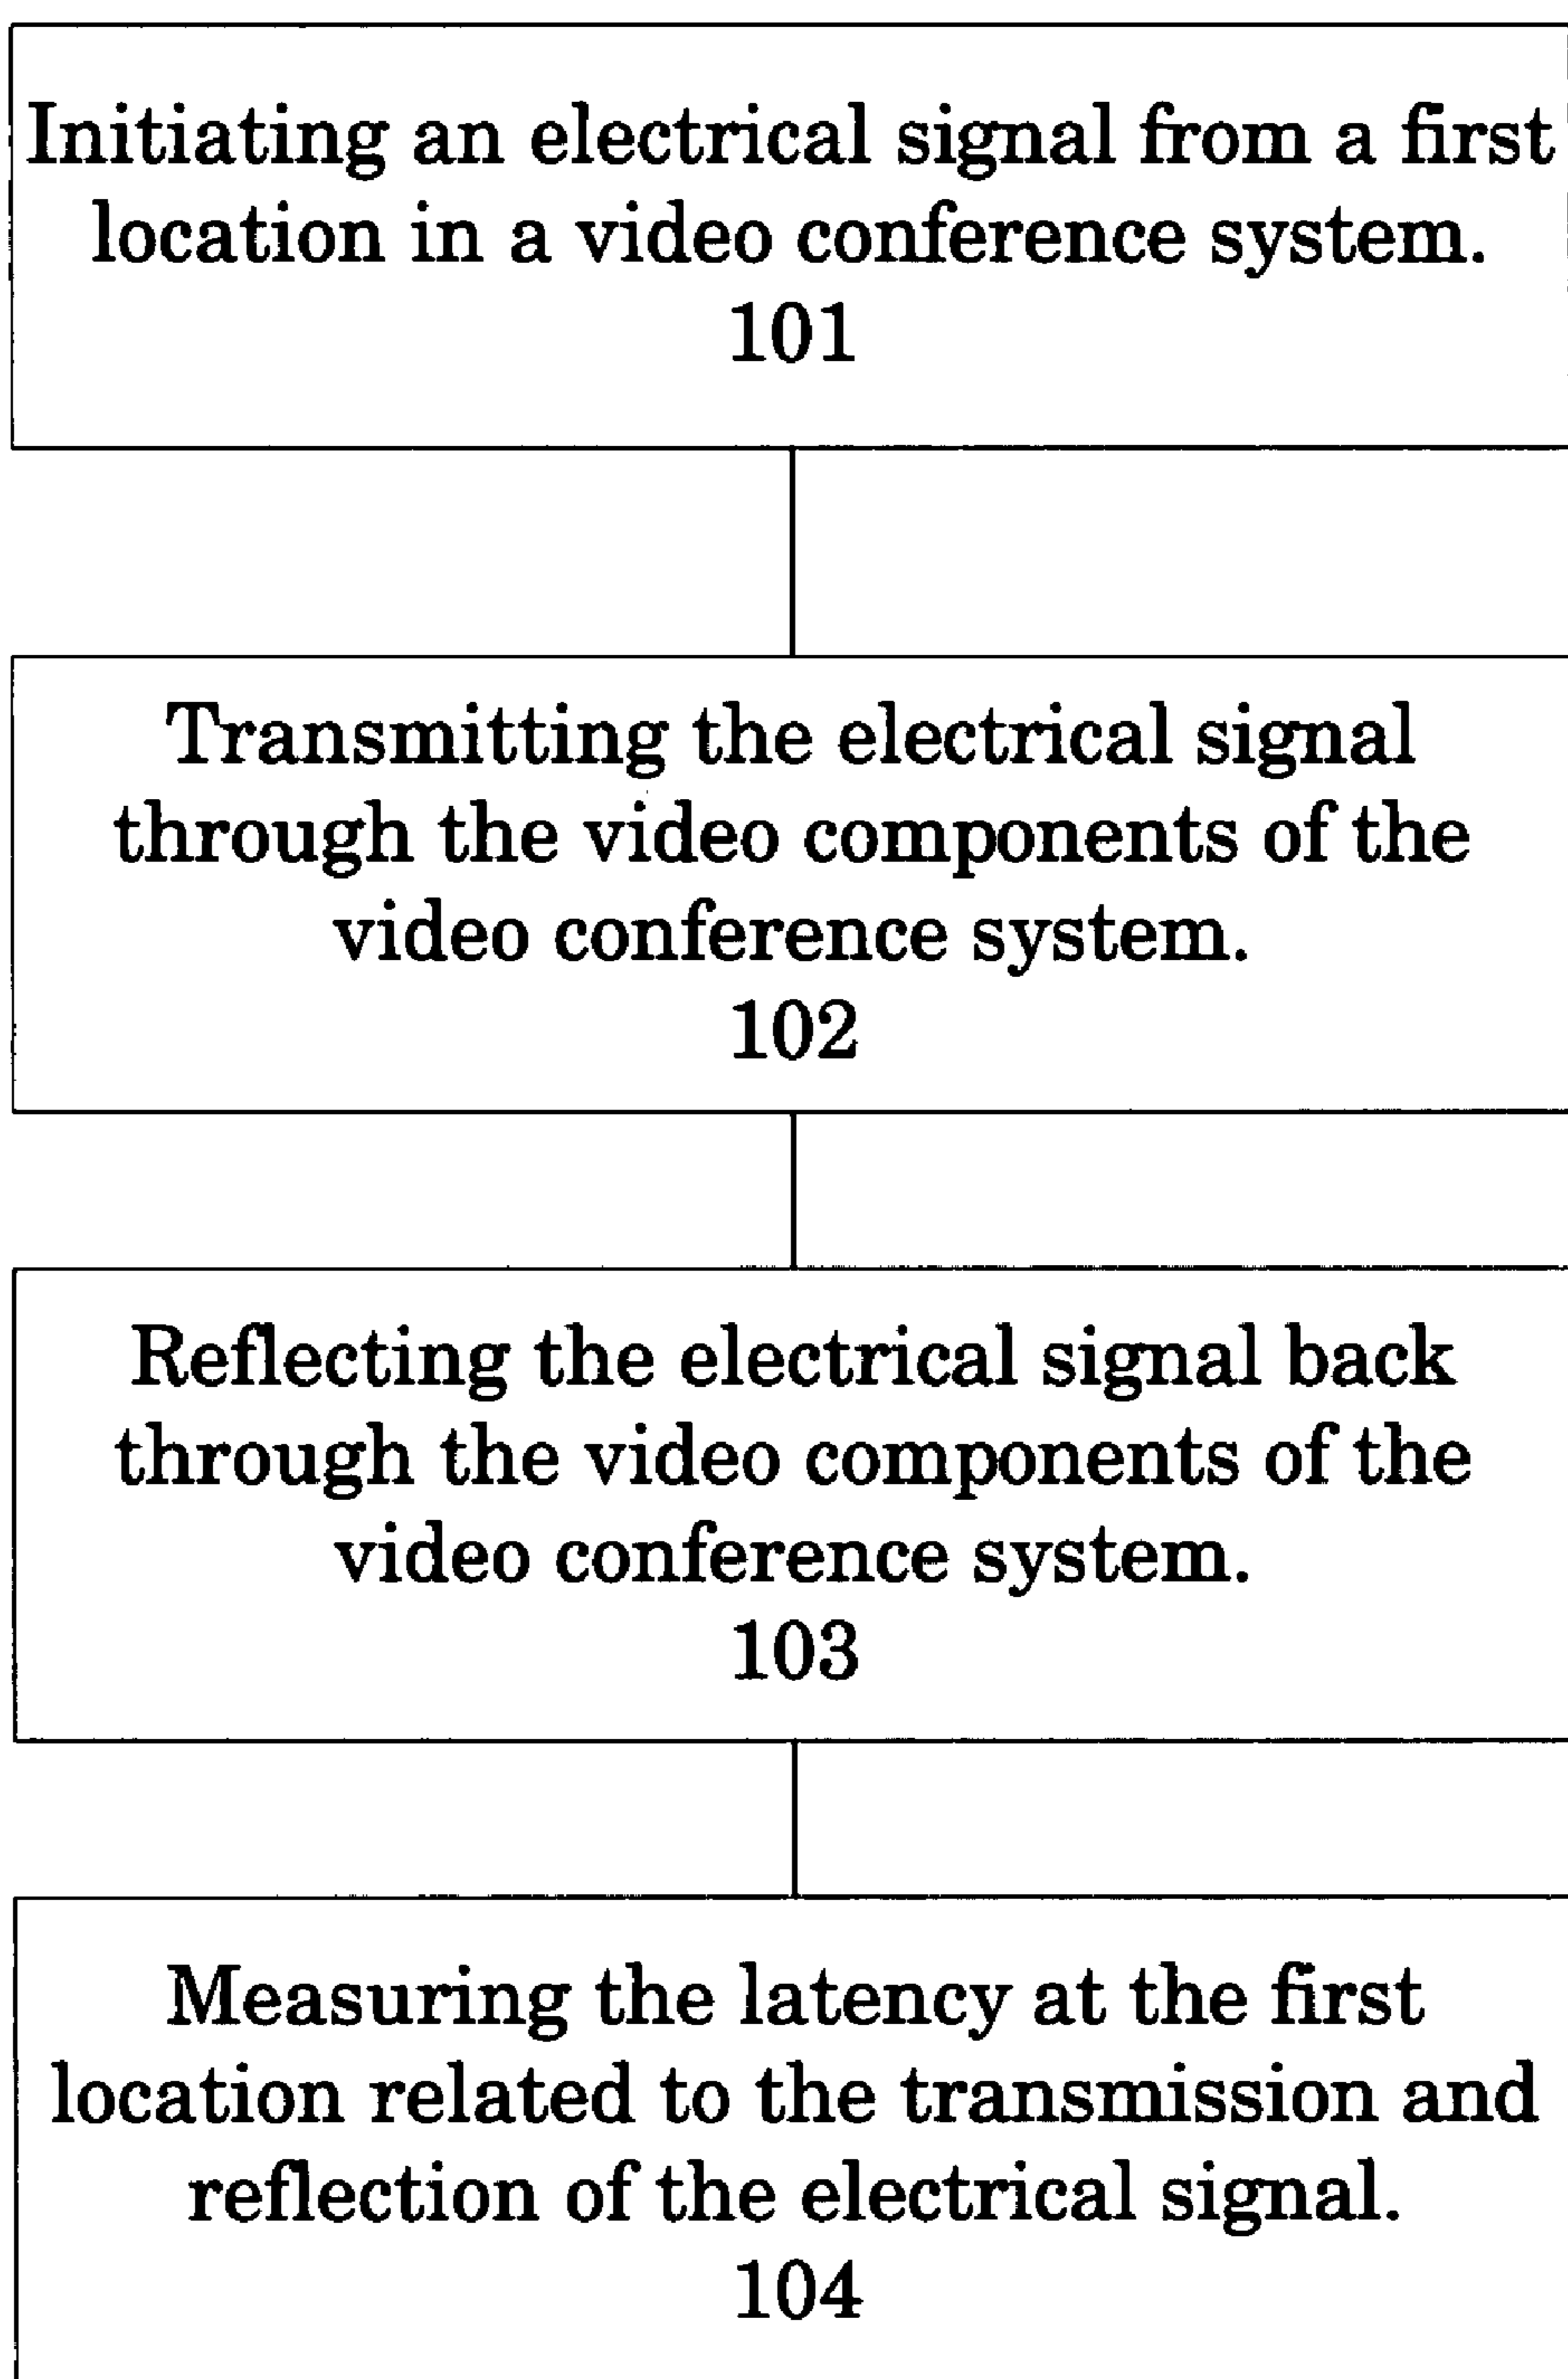 Initiating an electrical signal from a first
location in a video conference system.
101
Transmitting the electrical signal
through the video components of the
video conference system.
102
Reflecting the electrical signal back
through the video components of the
video conference system.
103
Measuring the latency at the first
location related to the transmission and
reflection of the electrical signal.
104